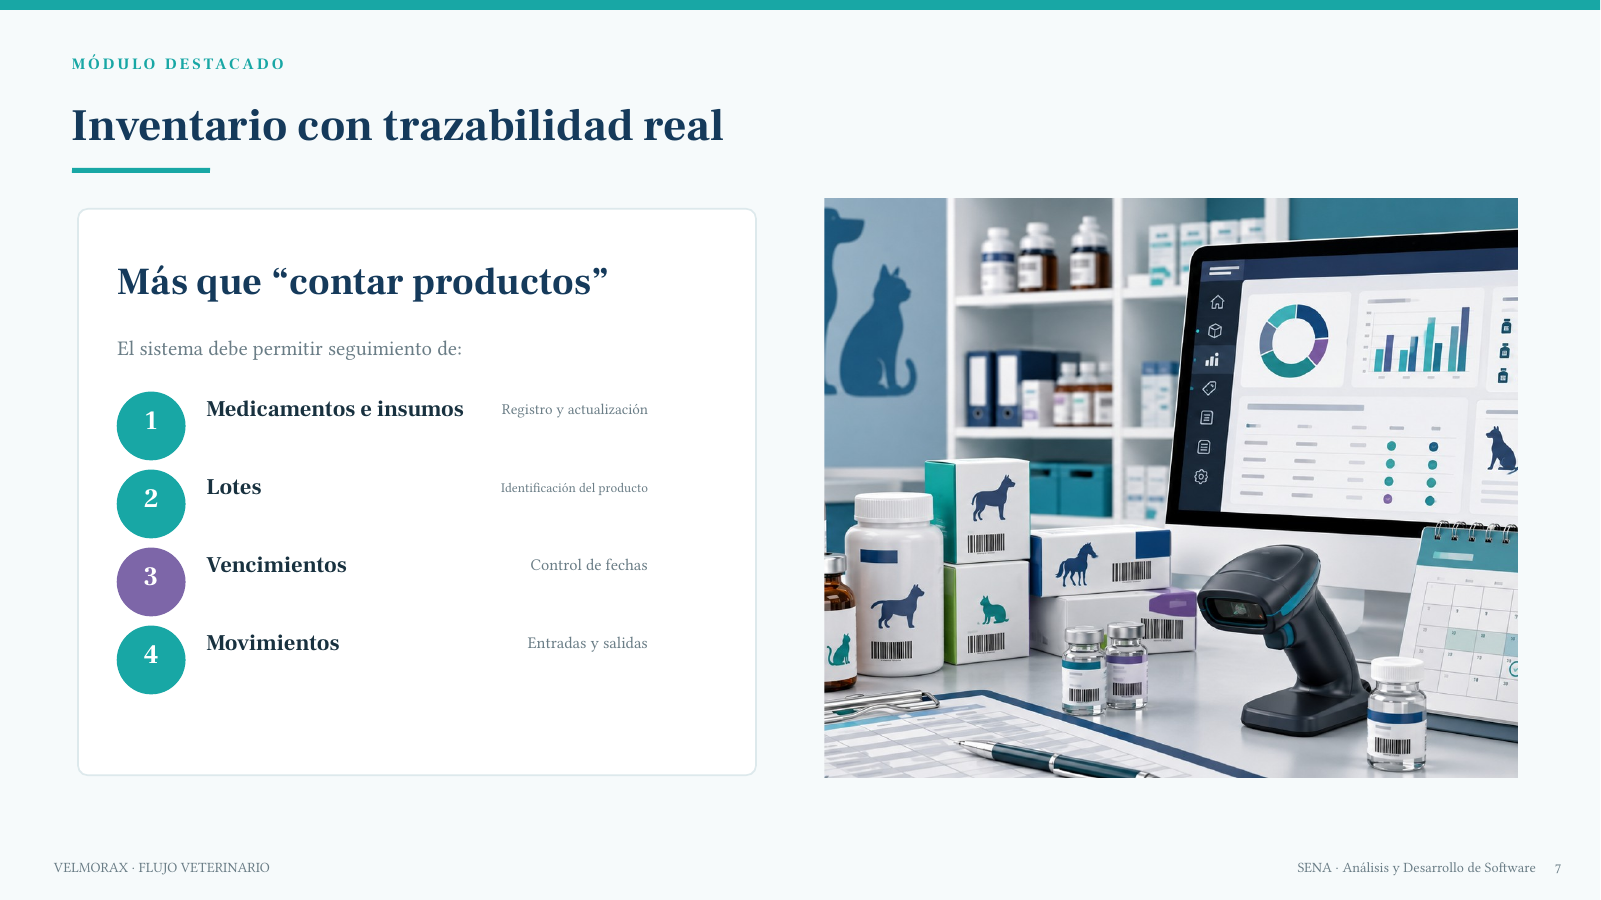 MÓDULO DESTACADO
Inventario con trazabilidad real
Más que “contar productos”
El sistema debe permitir seguimiento de:
1 Medicamentos e insumos Registro y actualización
2 Lotes Identificación del producto
3 Vencimientos Control de fechas
4 Movimientos Entradas y salidas
VELMORAX · FLUJO VETERINARIO
SENA · Análisis y Desarrollo de Software 7